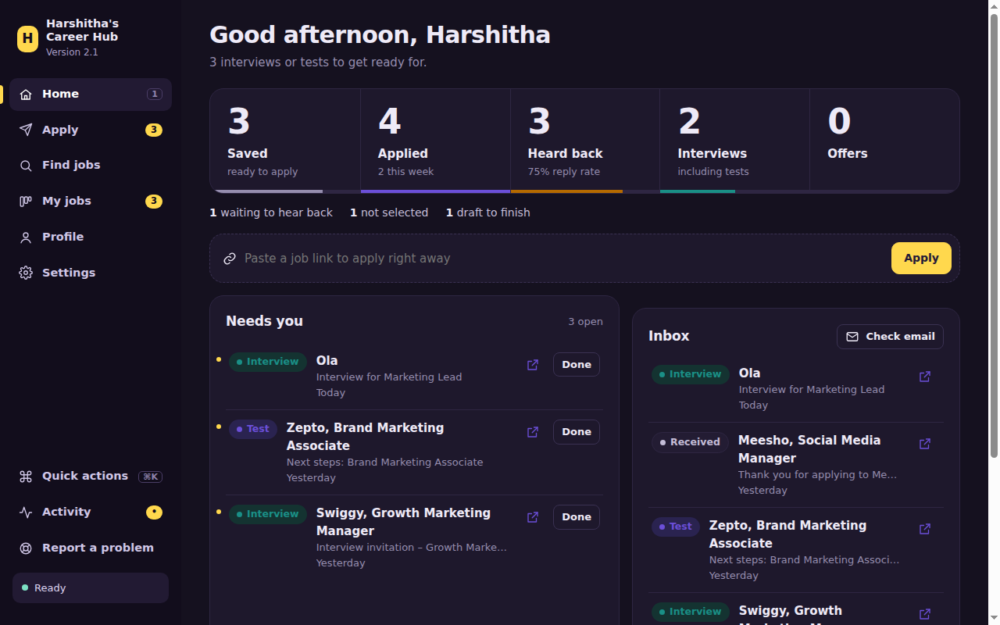 H
Harshitha's
Career Hub
Version 2.1
Home 1
Apply 3
Find jobs
My jobs 3
Profile
Settings
Quick actions ⌘K
Activity
Report a problem
Ready
Good afternoon, Harshitha
3 interviews or tests to get ready for.
3
Saved
ready to apply
4
Applied
2 this week
3
Heard back
75% reply rate
2
Interviews
including tests
0
Offers
1 waiting to hear back 1 not selected 1 draft to finish
Paste a job link to apply right away Apply
Needs you 3 open
Interview Ola Done
Interview for Marketing Lead
Today
Test Zepto, Brand Marketing Done
Associate
Next steps: Brand Marketing Associate
Yesterday
Interview Swiggy, Growth Marketing Done
Manager
Interview invitation – Growth Marke…
Yesterday
Inbox Check email
Interview Ola
Interview for Marketing Lead
Today
Received Meesho, Social Media
Manager
Thank you for applying to Me…
Yesterday
Test Zepto, Brand Marketing
Associate
Next steps: Brand Marketing Associ…
Yesterday
Interview Swiggy, Growth